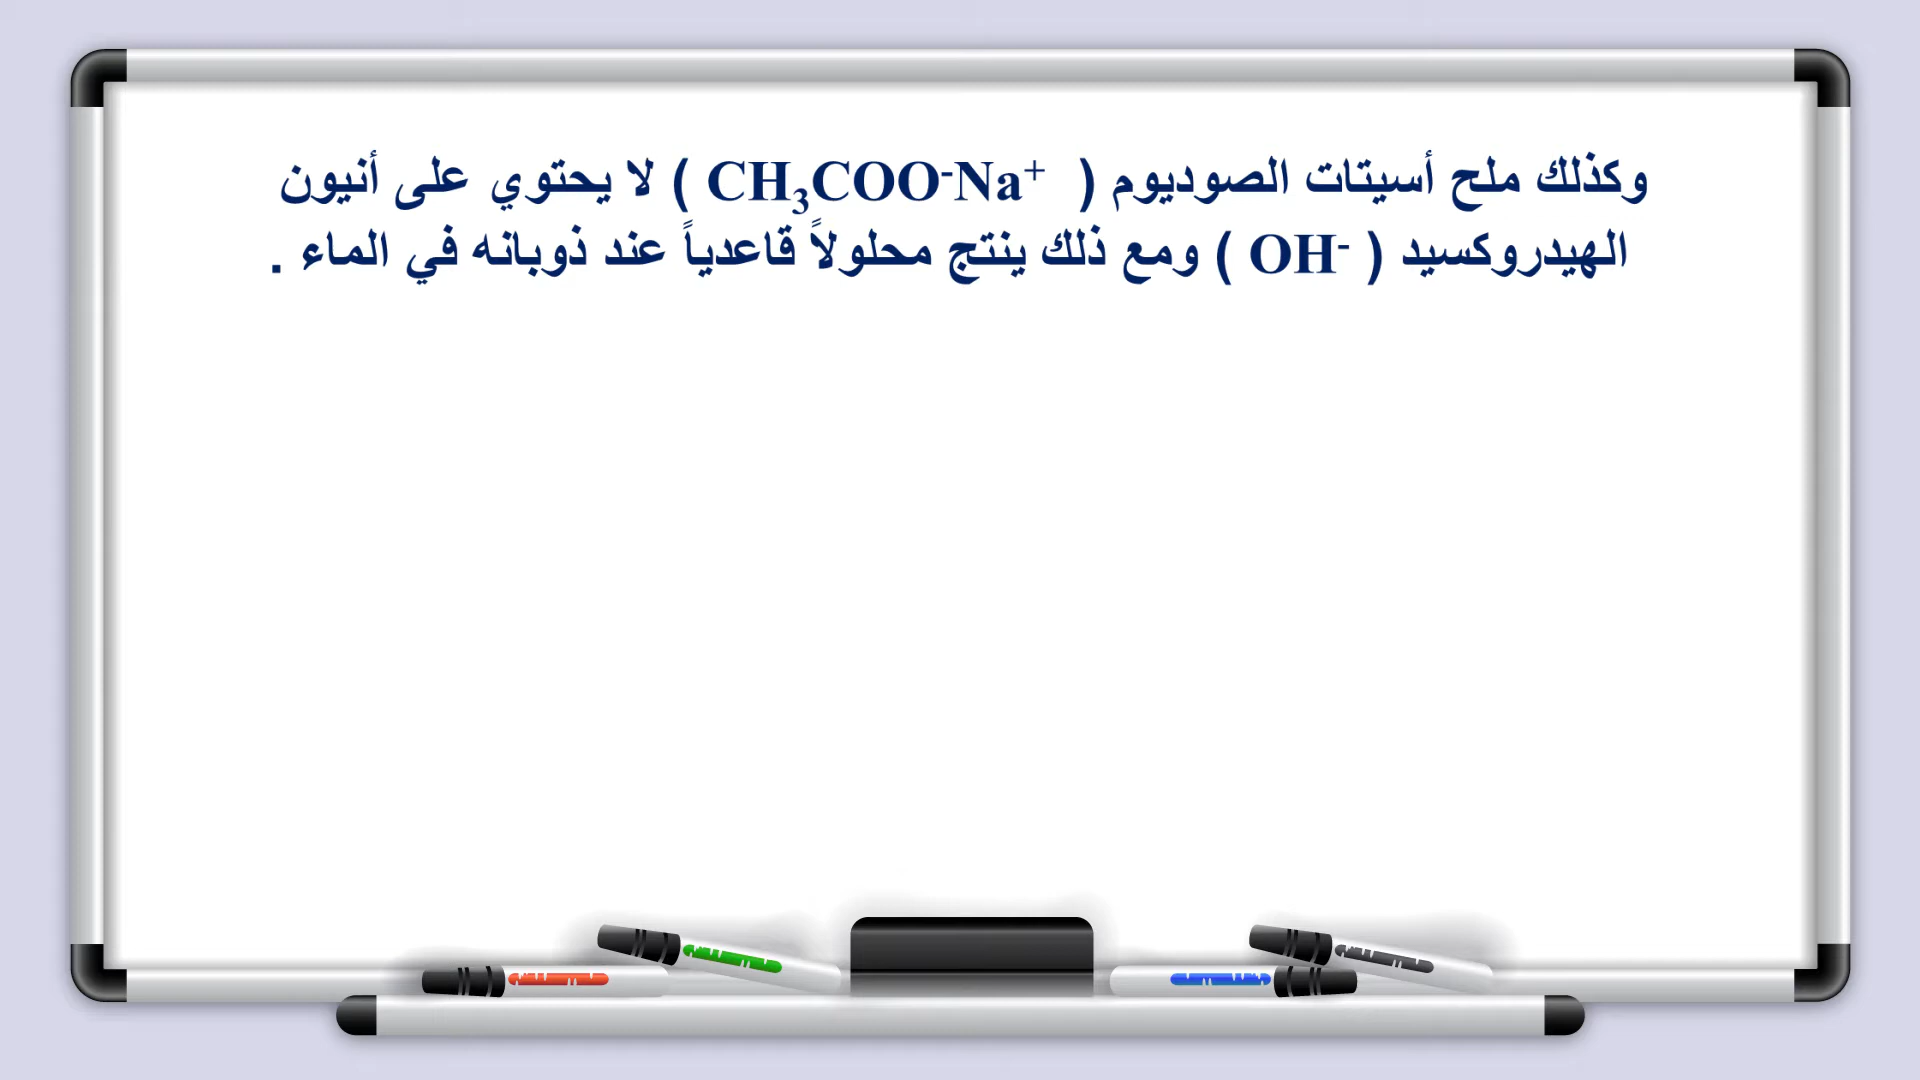 وكذلك ملح أسيتات الصوديوم ( CH₃COO⁻Na⁺ ) لا يحتوي على أنيون
الهيدروكسيد ( OH⁻ ) ومع ذلك ينتج محلولاً قاعدياً عند ذوبانه في الماء .